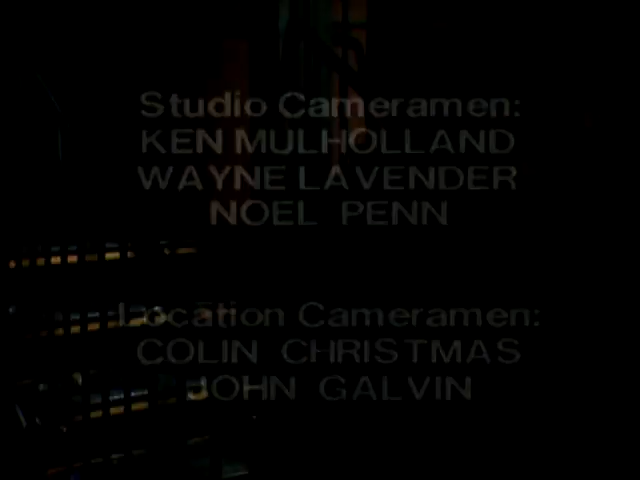 Studio Cameramen:
KEN MULHOLLAND
WAYNE LAVENDER
NOEL PENN
Location Cameramen:
COLIN CHRISTMAS
JOHN GALVIN